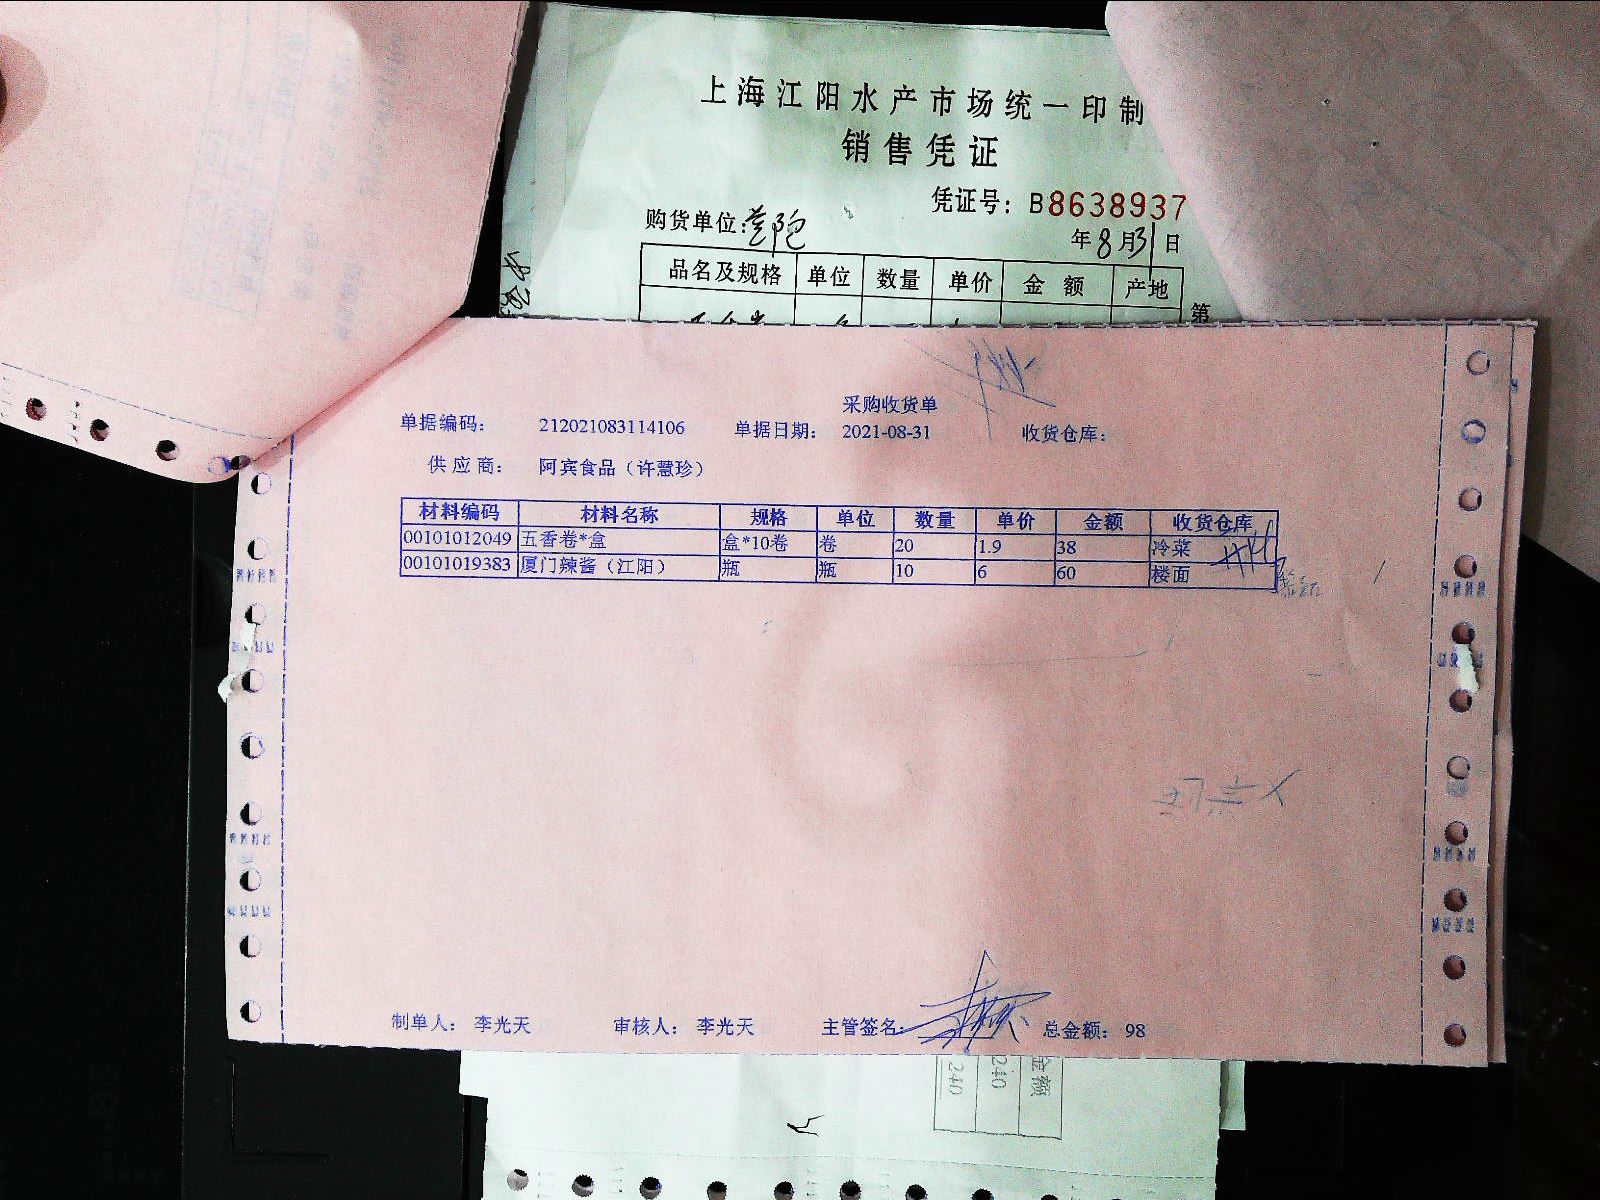 上海江阳水产市场统一印制
销售凭证
凭证号：B8638937
购货单位：
年8月31日
品名及规格 单位 数量 单价 金额 产地
第
采购收货单
单据编码： 212021083114106 单据日期： 2021-08-31 收货仓库：
供应商： 阿宾食品（许慧珍）
材料编码 材料名称 规格 单位 数量 单价 金额 收货仓库
00101012049 五香卷*盒 盒*10卷 卷 20 1.9 38 冷菜
00101019383 厦门辣酱（江阳） 瓶 瓶 10 6 60 楼面
制单人： 李光天 审核人： 李光天 主管签名： 总金额： 98
金额
240
240